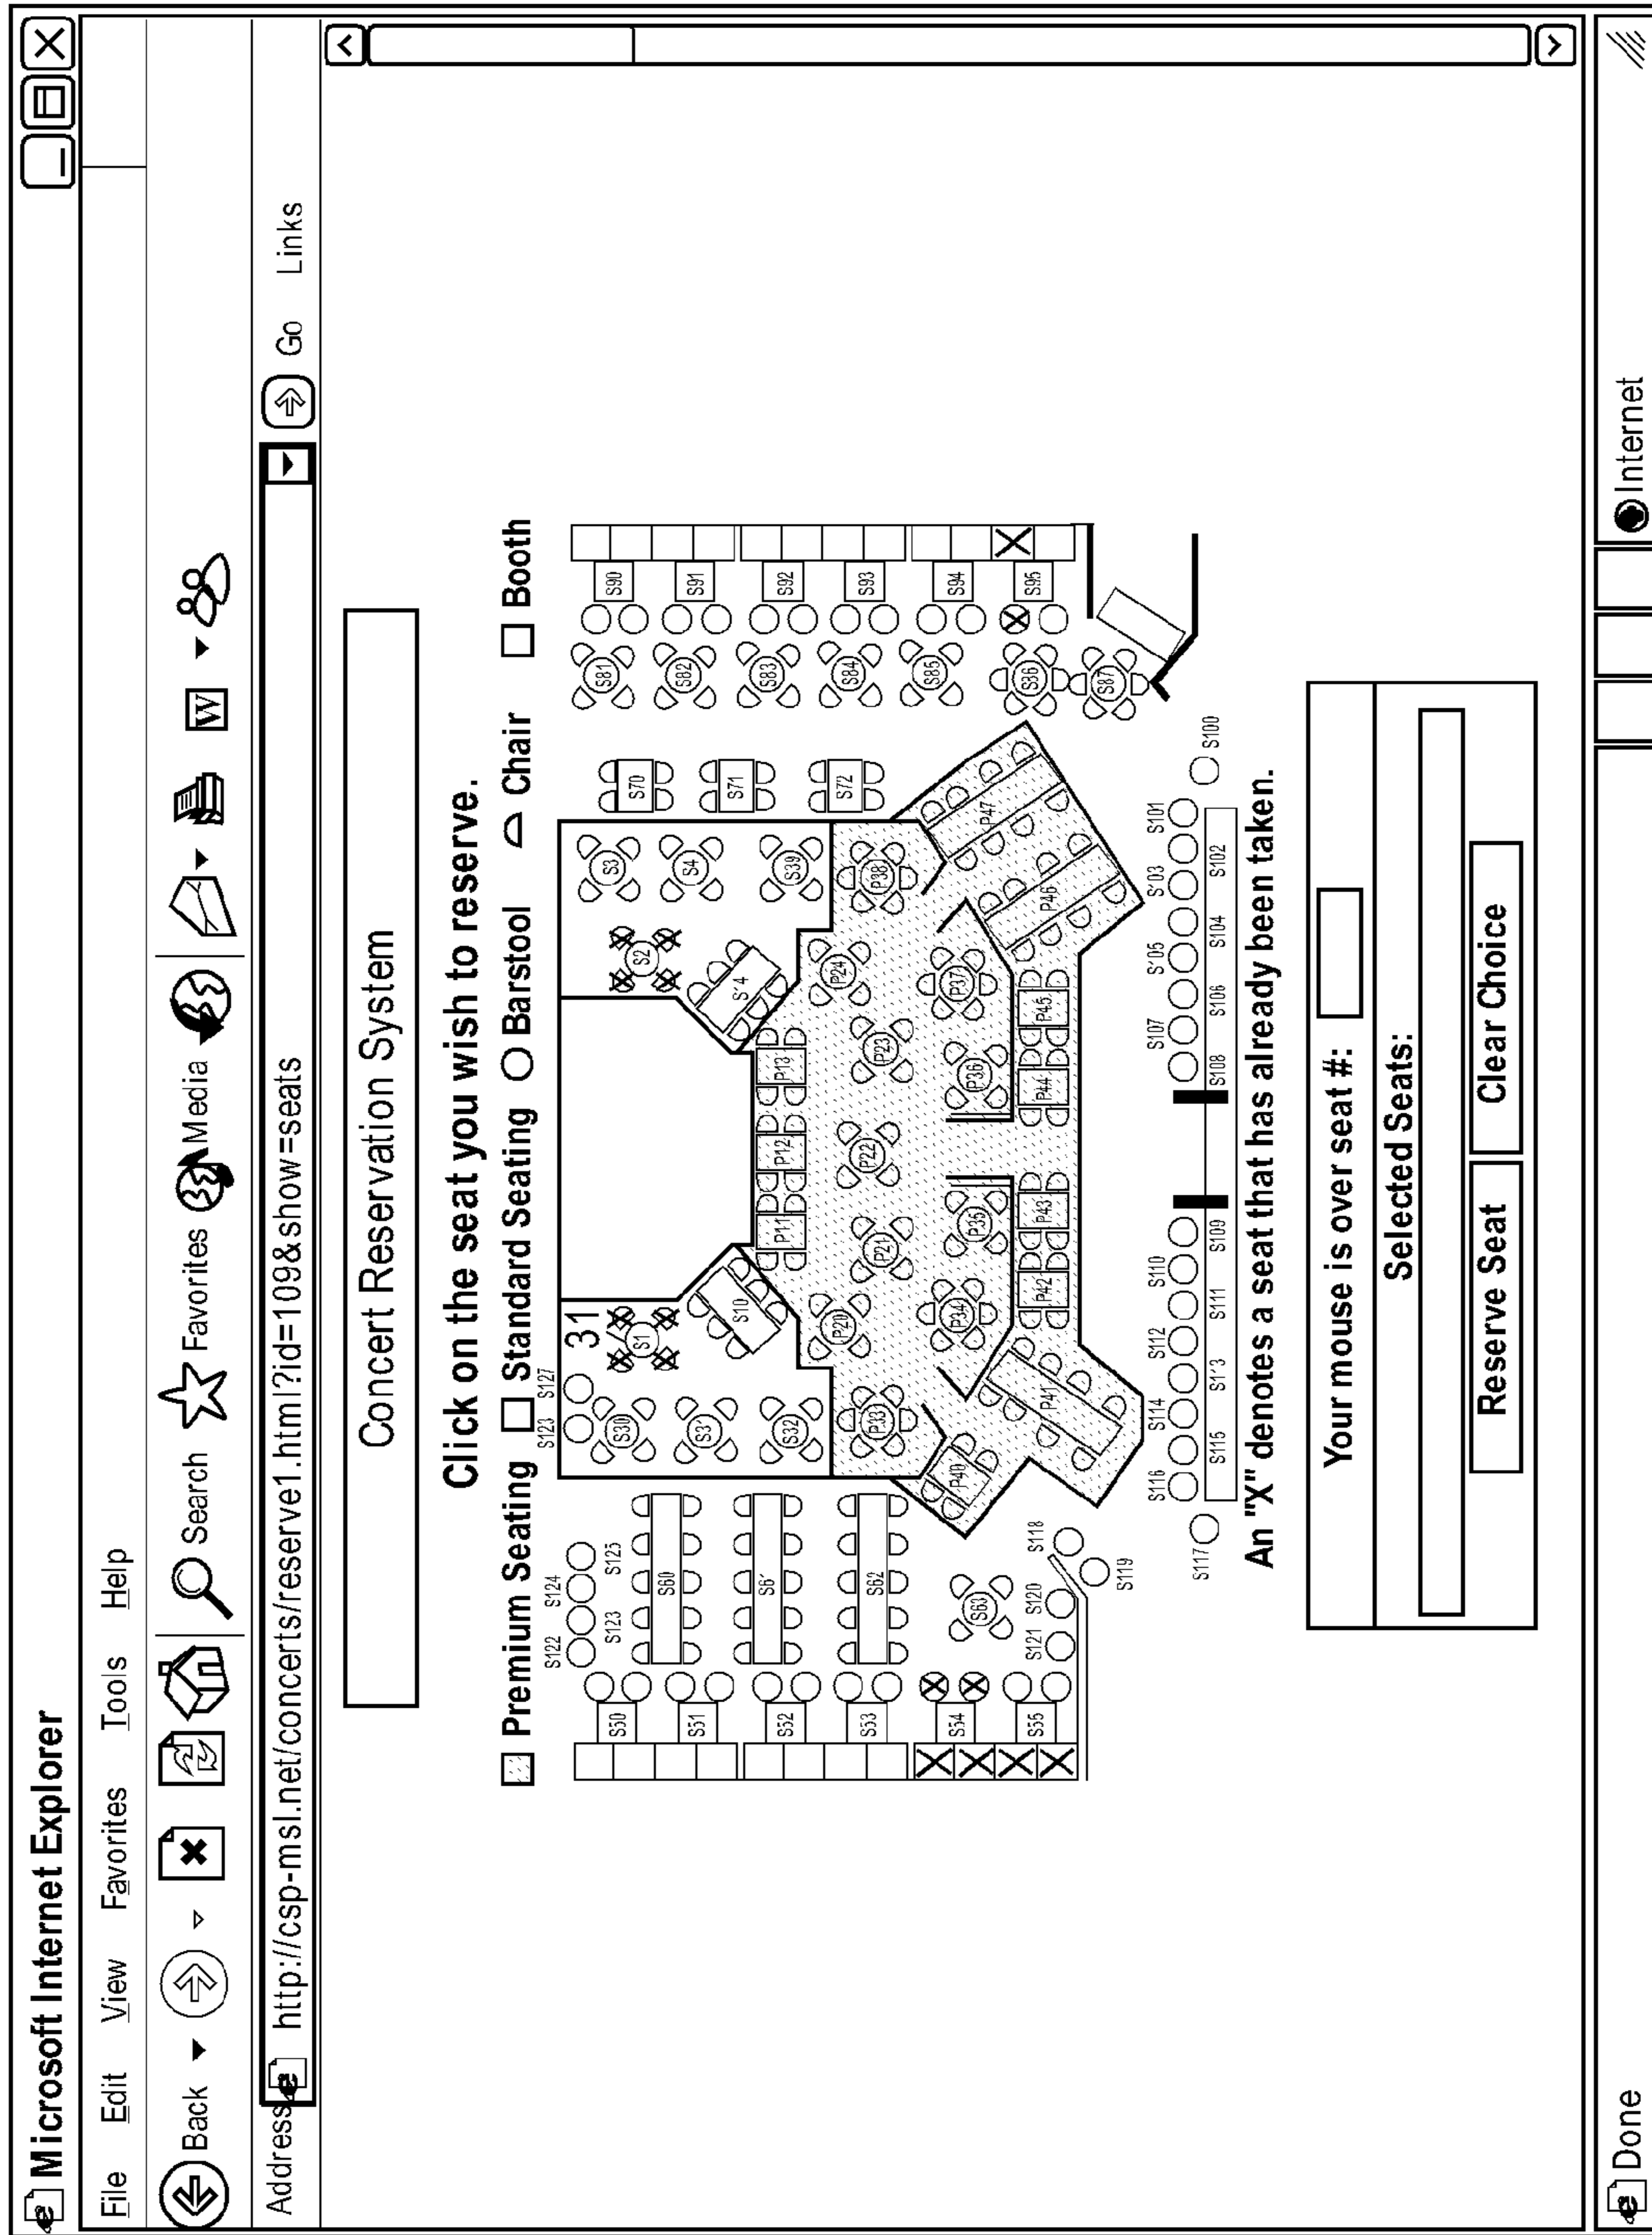 Microsoft Internet Explorer
File Edit View Favorites Tools Help
Back Search Favorites Media W
Address http://csp-msl.net/concerts/reserve1.html?id=109&show=seats Go Links
Concert Reservation System
Click on the seat you wish to reserve.
Premium Seating Standard Seating Barstool Chair Booth
S122 S124 S123 S127
S123 S125 31
S50 S60 S30 S1 S2 S3 S70 S81 S90
S51 S31 S10 S14 S4 S71 S82 S91
S52 S61 S32 P11 P12 P13 S39 S72 S83 S92
S53 S62 P33 P20 P21 P22 P23 P24 P38 S84 S93
S54 S63 P40 P34 P35 P36 P37 P47 S85 S94
S55 S121 S120 S118 P41 P42 P43 P44 P45 P46 S86 S95
S119 S87
S117 S116 S114 S112 S110 S107 S105 S103 S101 S100
S115 S113 S111 S109 S108 S106 S104 S102
An "X" denotes a seat that has already been taken.
Your mouse is over seat #:
Selected Seats:
Reserve Seat Clear Choice
Done Internet